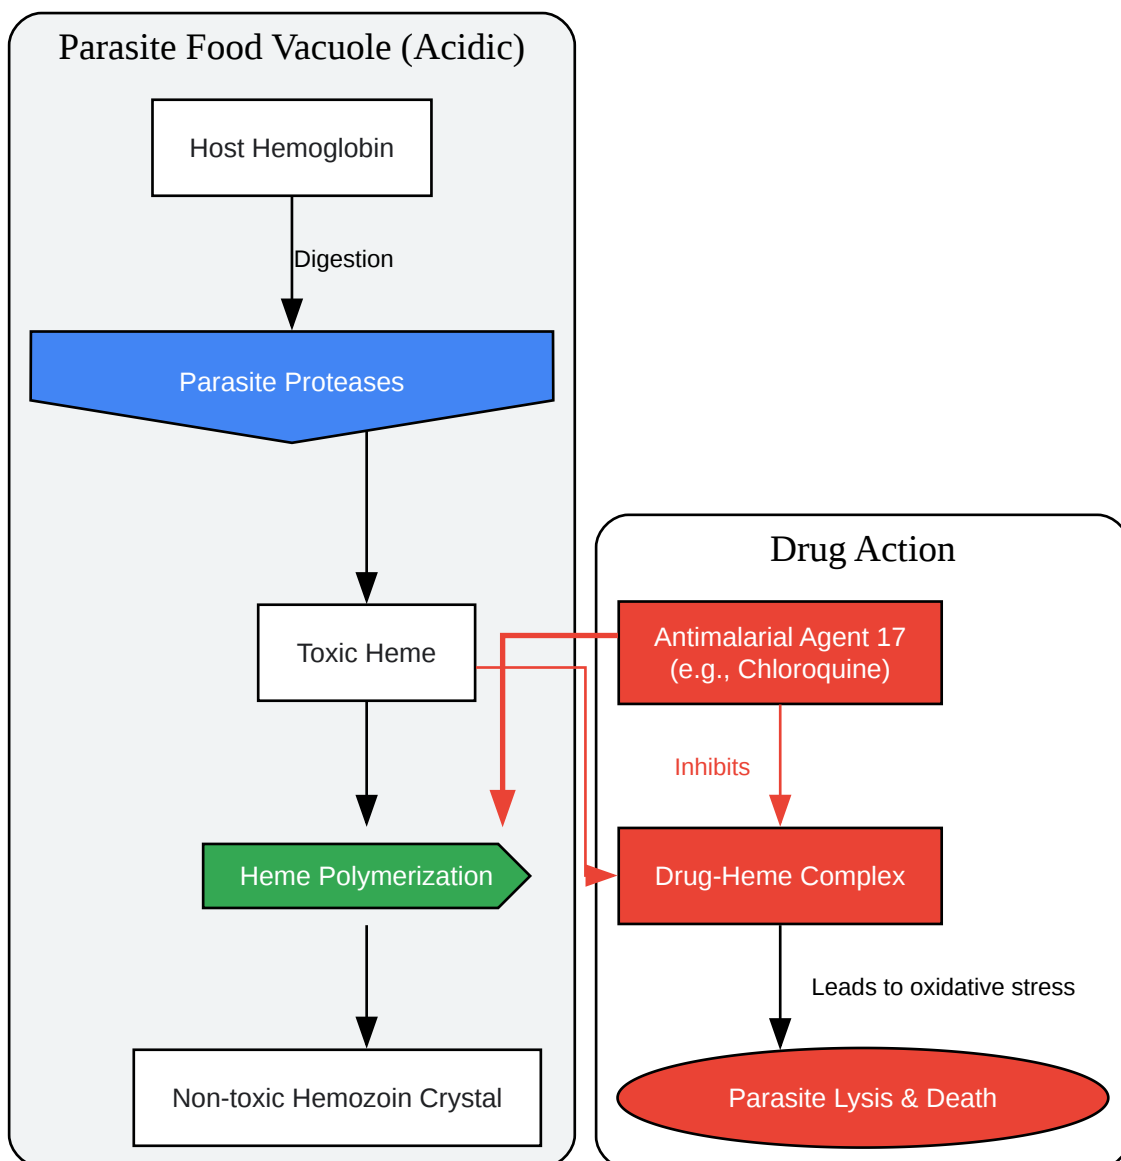 Parasite Food Vacuole (Acidic)
Host Hemoglobin
Digestion
Parasite Proteases
Toxic Heme
Heme Polymerization
Non-toxic Hemozoin Crystal
Drug Action
Antimalarial Agent 17
(e.g., Chloroquine)
Inhibits
Drug-Heme Complex
Leads to oxidative stress
Parasite Lysis & Death